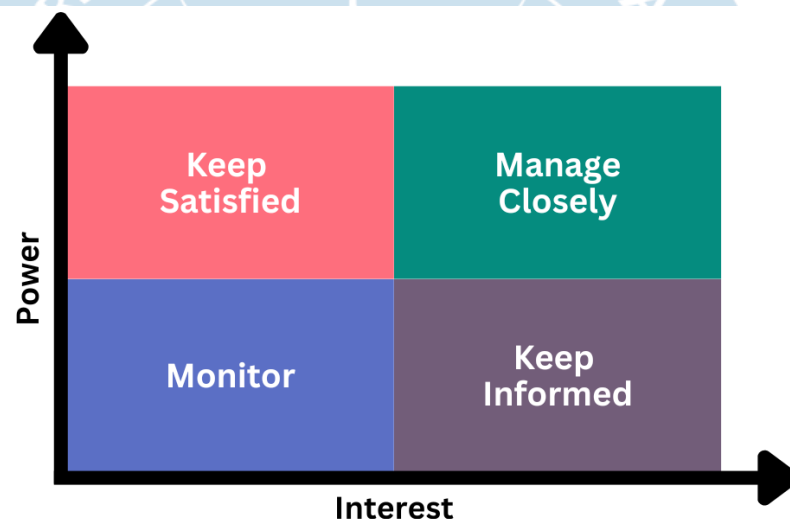 Keep
Satisfied
Manage
Closely
Power
Monitor
Keep
Informed
Interest